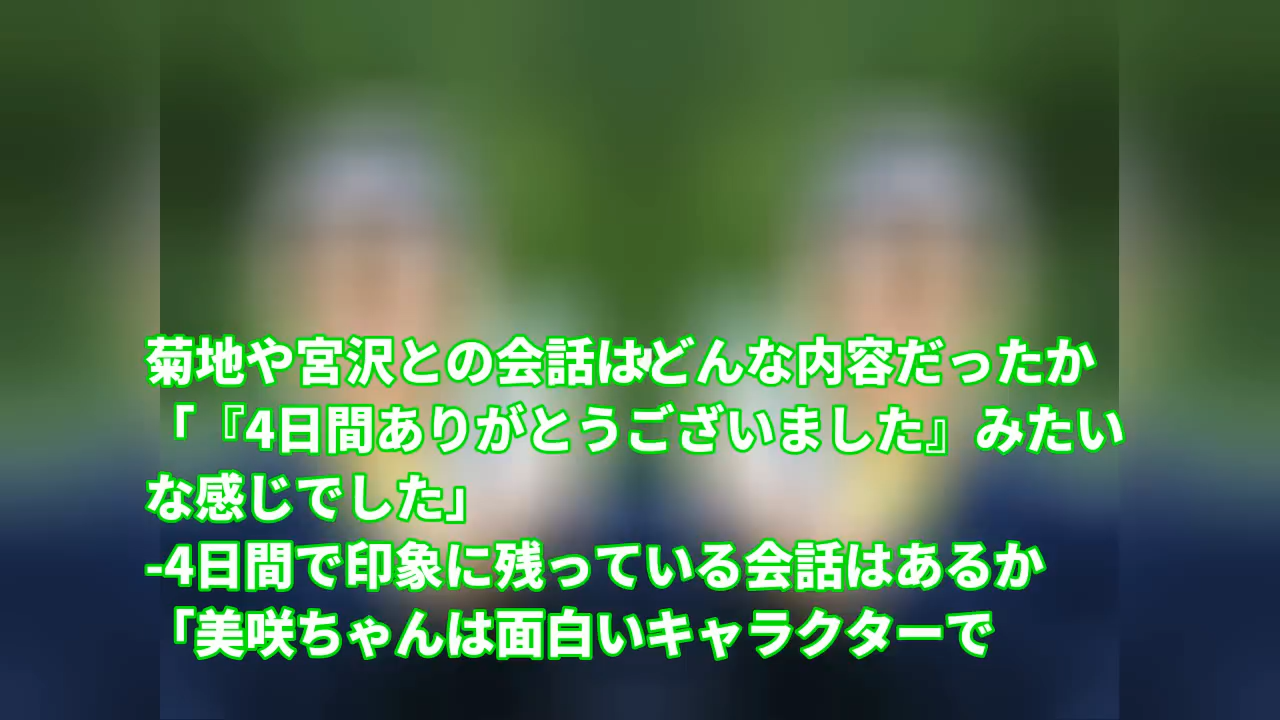 菊地や宮沢との会話はどんな内容だったか
「『4日間ありがとうございました』みたい
な感じでした」
-4日間で印象に残っている会話はあるか
「美咲ちゃんは面白いキャラクターで